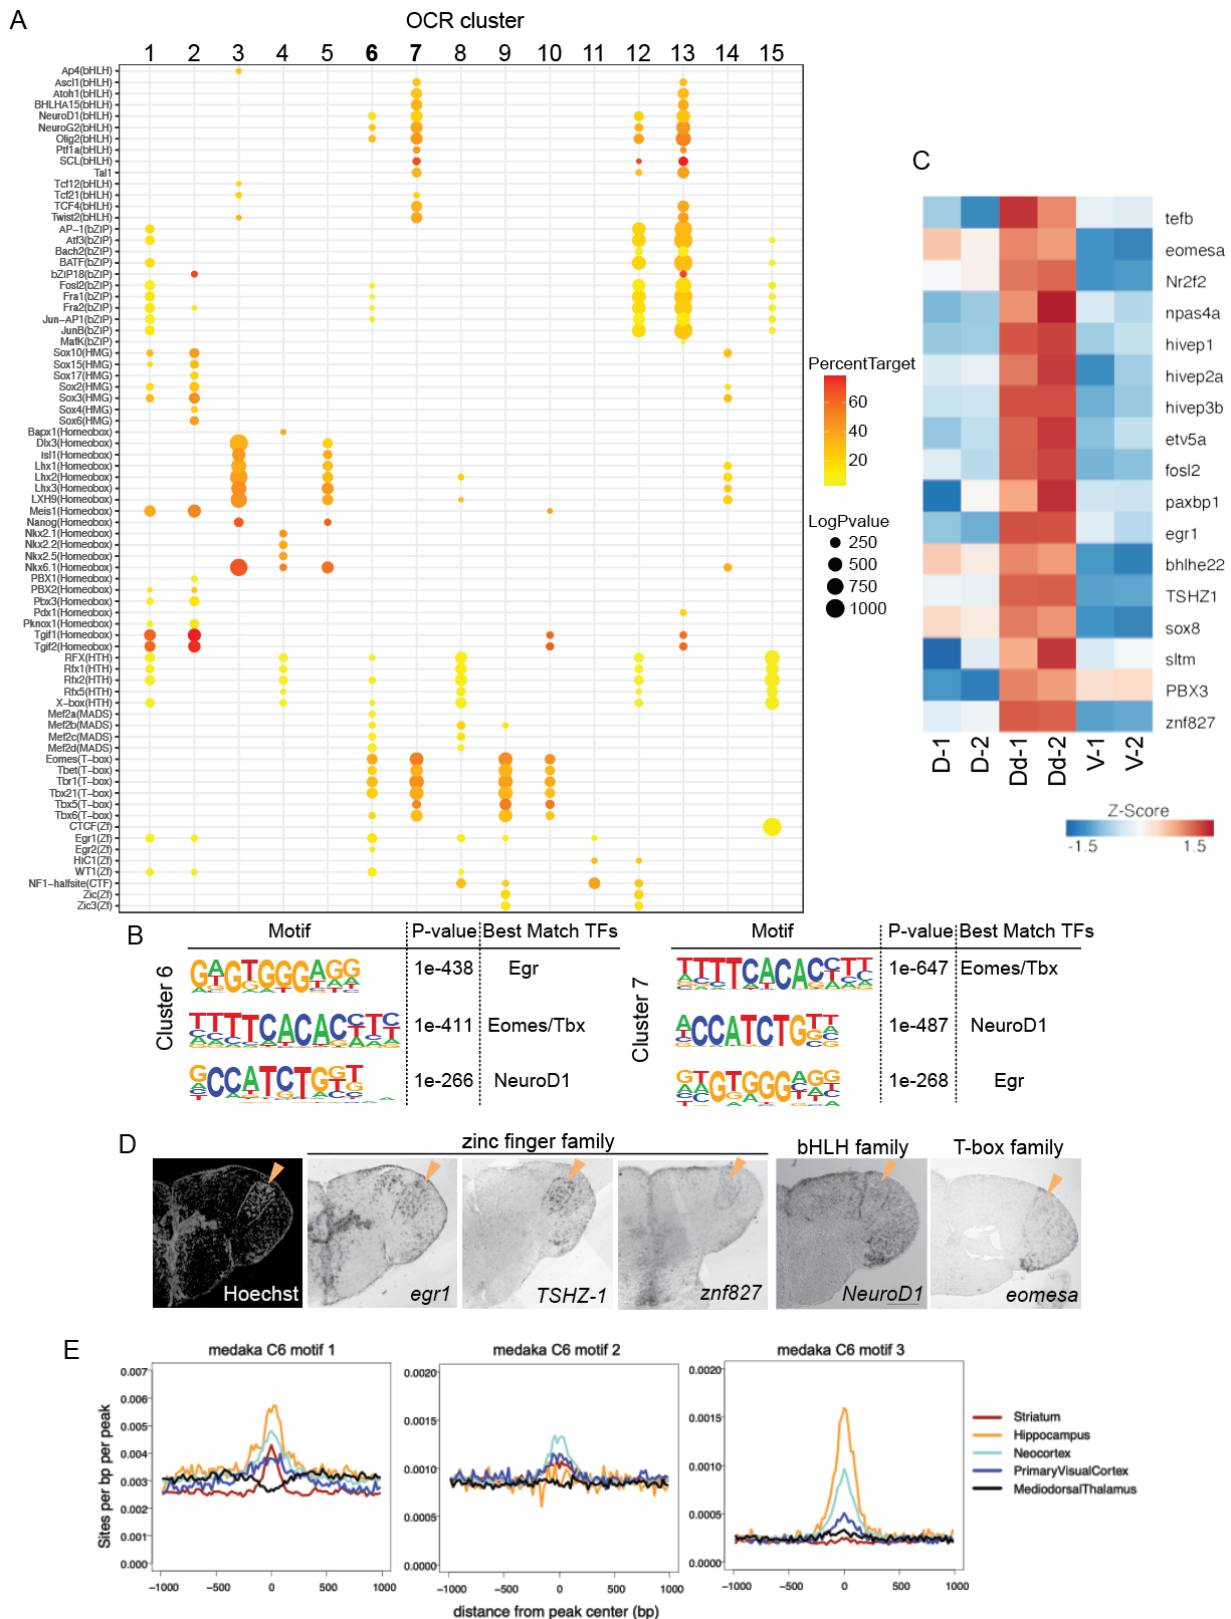 A
OCR cluster
1 2 3 4 5 6 7 8 9 10 11 12 13 14 15
Ap4(bHLH)
Ascl1(bHLH)
Atoh1(bHLH)
BHLHA15(bHLH)
NeuroD1(bHLH)
NeuroG2(bHLH)
Olig2(bHLH)
Ptf1a(bHLH)
SCL(bHLH)
Tal1
Tcf12(bHLH)
Tcf21(bHLH)
TCF4(bHLH)
Twist2(bHLH)
AP-1(bZIP)
Atf3(bZIP)
Bach2(bZIP)
BATF(bZIP)
bZIP18(bZIP)
Fosl2(bZIP)
Fra1(bZIP)
Fra2(bZIP)
Jun-AP1(bZIP)
JunB(bZIP)
MafK(bZIP)
Sox10(HMG)
Sox15(HMG)
Sox17(HMG)
Sox2(HMG)
Sox3(HMG)
Sox4(HMG)
Sox6(HMG)
Bapx1(Homeobox)
Dlx3(Homeobox)
Isl1(Homeobox)
Lhx1(Homeobox)
Lhx2(Homeobox)
Lhx3(Homeobox)
LXH9(Homeobox)
Meis1(Homeobox)
Nanog(Homeobox)
Nkx2.1(Homeobox)
Nkx2.2(Homeobox)
Nkx2.5(Homeobox)
Nkx6.1(Homeobox)
PBX1(Homeobox)
PBX2(Homeobox)
Pbx3(Homeobox)
Pdx1(Homeobox)
Pknox1(Homeobox)
Tgif1(Homeobox)
Tgif2(Homeobox)
RFX(HTH)
Rfx1(HTH)
Rfx2(HTH)
Rfx5(HTH)
X-box(HTH)
Mef2a(MADS)
Mef2b(MADS)
Mef2c(MADS)
Mef2d(MADS)
Eomes(T-box)
Tbet(T-box)
Tbr1(T-box)
Tbx21(T-box)
Tbx5(T-box)
Tbx6(T-box)
CTCF(Zf)
Egr1(Zf)
Egr2(Zf)
HiC1(Zf)
WT1(Zf)
NF1-halfsite(CTF)
Zic(Zf)
Zic3(Zf)
PercentTarget
60
40
20
LogPvalue
250
500
750
1000
C
tefb
eomesa
Nr2f2
npas4a
hivep1
hivep2a
hivep3b
etv5a
fosl2
paxbp1
egr1
bhlhe22
TSHZ1
sox8
sltm
PBX3
znf827
D-1 D-2 Dd-1 Dd-2 V-1 V-2
Z-Score
-1.5 1.5
B
Motif P-value Best Match TFs
Cluster 6
GAGTGGGAGG 1e-438 Egr
TTTTCACACCTC 1e-411 Eomes/Tbx
GCCATCTGGT 1e-266 NeuroD1
Motif P-value Best Match TFs
Cluster 7
TTTTCACACCTT 1e-647 Eomes/Tbx
ACCATCTGTT 1e-487 NeuroD1
GTGTGGGAGG 1e-268 Egr
D
zinc finger family
bHLH family
T-box family
Hoechst
egr1
TSHZ-1
znf827
NeuroD1
eomesa
E
medaka C6 motif 1
medaka C6 motif 2
medaka C6 motif 3
Sites per bp per peak
0.007
0.006
0.005
0.004
0.003
0.002
0.001
0.000
-1000 -500 0 500 1000
0.0020
0.0015
0.0010
0.0005
0.0000
-1000 -500 0 500 1000
0.0020
0.0015
0.0010
0.0005
0.0000
-1000 -500 0 500 1000
distance from peak center (bp)
Striatum
Hippocampus
Neocortex
PrimaryVisualCortex
MediodorsalThalamus